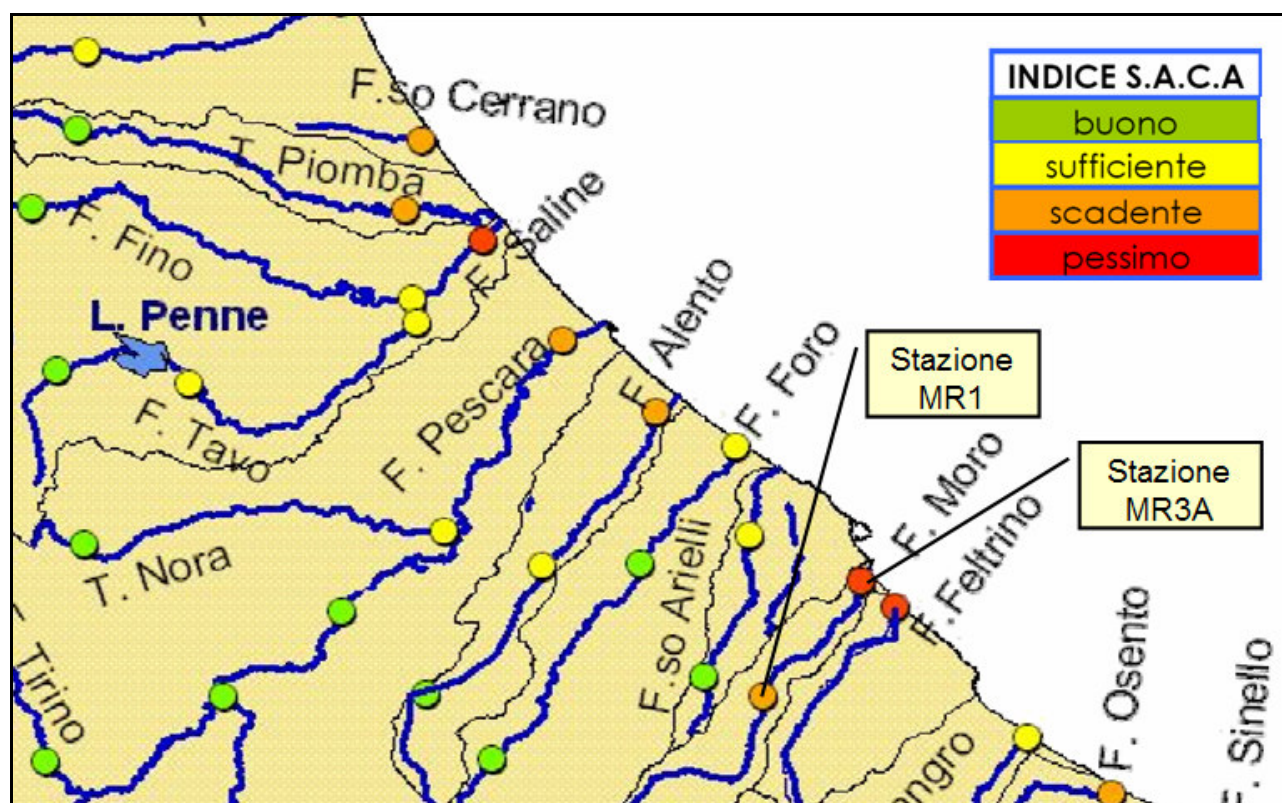 INDICE S.A.C.A
buono
sufficiente
scadente
pessimo
F.so Cerrano
T. Piomba
F. Saline
F. Fino
L. Penne
F. Tavo
F. Pescara
F. Alento
F. Foro
Stazione
MR1
F. Moro
Stazione
MR3A
F.Feltrino
T. Nora
F.so Arielli
Tirino
F. Osento
F. Sinello